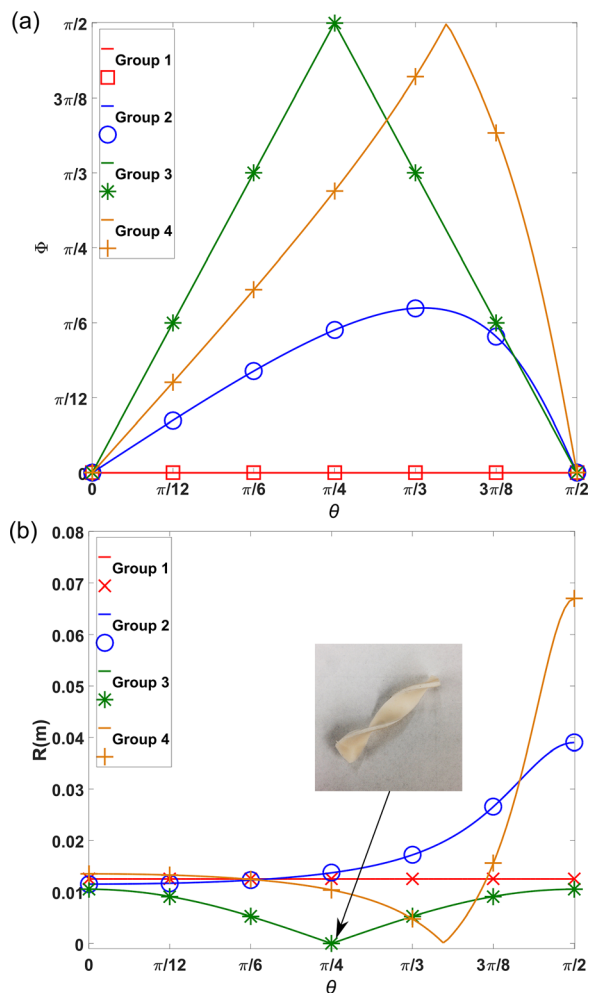 (a)
π/2
3π/8
π/3
π/4
π/6
π/12
0
Φ
Group 1
Group 2
Group 3
Group 4
0 π/12 π/6 π/4 π/3 3π/8 π/2
θ
(b)
0.08
0.07
0.06
0.05
0.04
0.03
0.02
0.01
0
R(m)
Group 1
Group 2
Group 3
Group 4
0 π/12 π/6 π/4 π/3 3π/8 π/2
θ